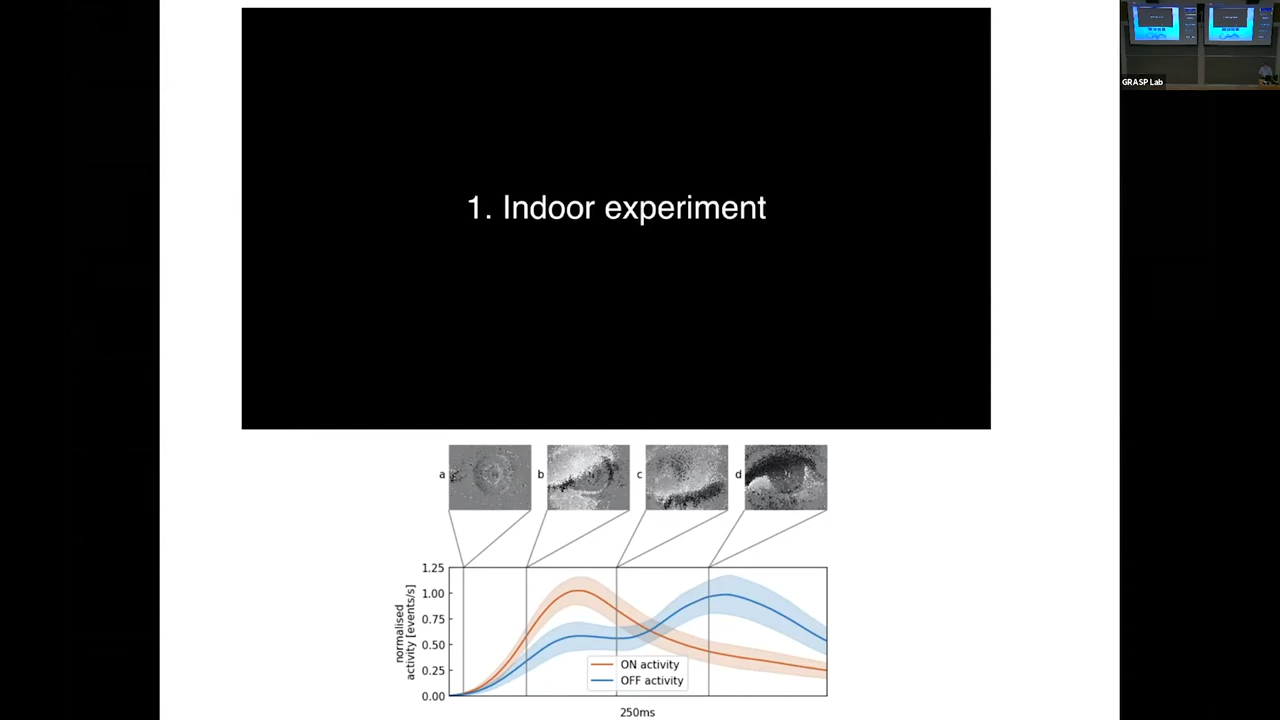 GRASP Lab
1. Indoor experiment
a
b
c
d
1.25
1.00
0.75
0.50
0.25
0.00
normalised
activity [events/s]
ON activity
OFF activity
250ms